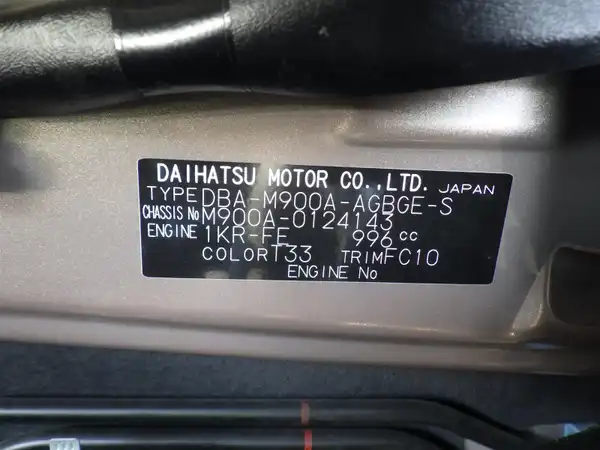 DAIHATSU MOTOR CO.,LTD. JAPAN
TYPE DBA-M900A-AGBGE-S
CHASSIS No M900A-0124143
ENGINE 1KR-FE 996 cc
COLOR T33 TRIM FC10
ENGINE No